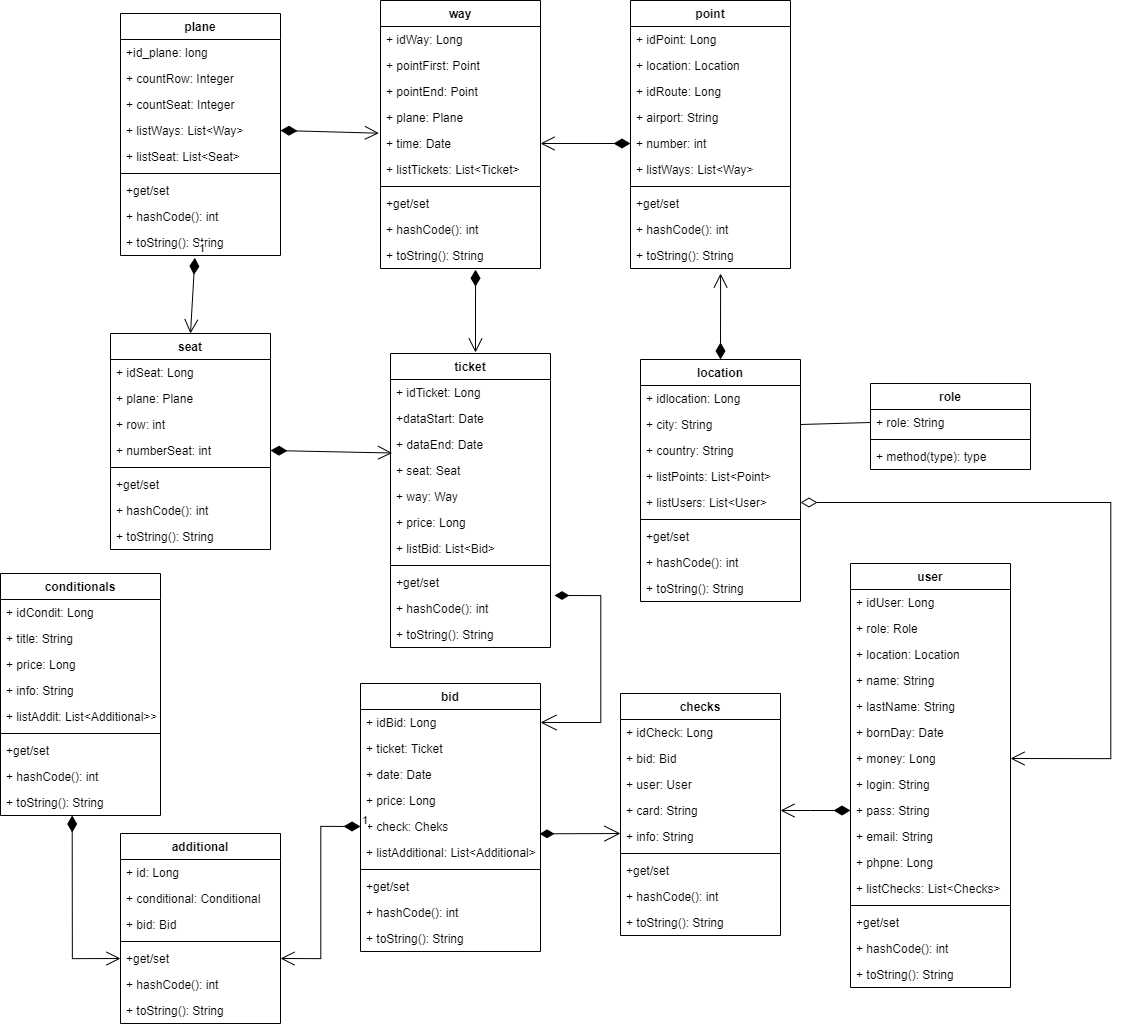 plane
+id_plane: long
+ countRow: Integer
+ countSeat: Integer
+ listWays: List<Way>
+ listSeat: List<Seat>
+get/set
+ hashCode(): int
+ toString(): String
1
way
+ idWay: Long
+ pointFirst: Point
+ pointEnd: Point
+ plane: Plane
+ time: Date
+ listTickets: List<Ticket>
+get/set
+ hashCode(): int
+ toString(): String
point
+ idPoint: Long
+ location: Location
+ idRoute: Long
+ airport: String
+ number: int
+ listWays: List<Way>
+get/set
+ hashCode(): int
+ toString(): String
seat
+ idSeat: Long
+ plane: Plane
+ row: int
+ numberSeat: int
+get/set
+ hashCode(): int
+ toString(): String
ticket
+ idTicket: Long
+dataStart: Date
+ dataEnd: Date
+ seat: Seat
+ way: Way
+ price: Long
+ listBid: List<Bid>
+get/set
+ hashCode(): int
+ toString(): String
location
+ idlocation: Long
+ city: String
+ country: String
+ listPoints: List<Point>
+ listUsers: List<User>
+get/set
+ hashCode(): int
+ toString(): String
role
+ role: String
+ method(type): type
conditionals
+ idCondit: Long
+ title: String
+ price: Long
+ info: String
+ listAddit: List<Additional>>
+get/set
+ hashCode(): int
+ toString(): String
user
+ idUser: Long
+ role: Role
+ location: Location
+ name: String
+ lastName: String
+ bornDay: Date
+ money: Long
+ login: String
+ pass: String
+ email: String
+ phpne: Long
+ listChecks: List<Checks>
+get/set
+ hashCode(): int
+ toString(): String
bid
+ idBid: Long
+ ticket: Ticket
+ date: Date
+ price: Long
1
+ check: Cheks
+ listAdditional: List<Additional>
+get/set
+ hashCode(): int
+ toString(): String
checks
+ idCheck: Long
+ bid: Bid
+ user: User
+ card: String
+ info: String
+get/set
+ hashCode(): int
+ toString(): String
additional
+ id: Long
+ conditional: Conditional
+ bid: Bid
+get/set
+ hashCode(): int
+ toString(): String